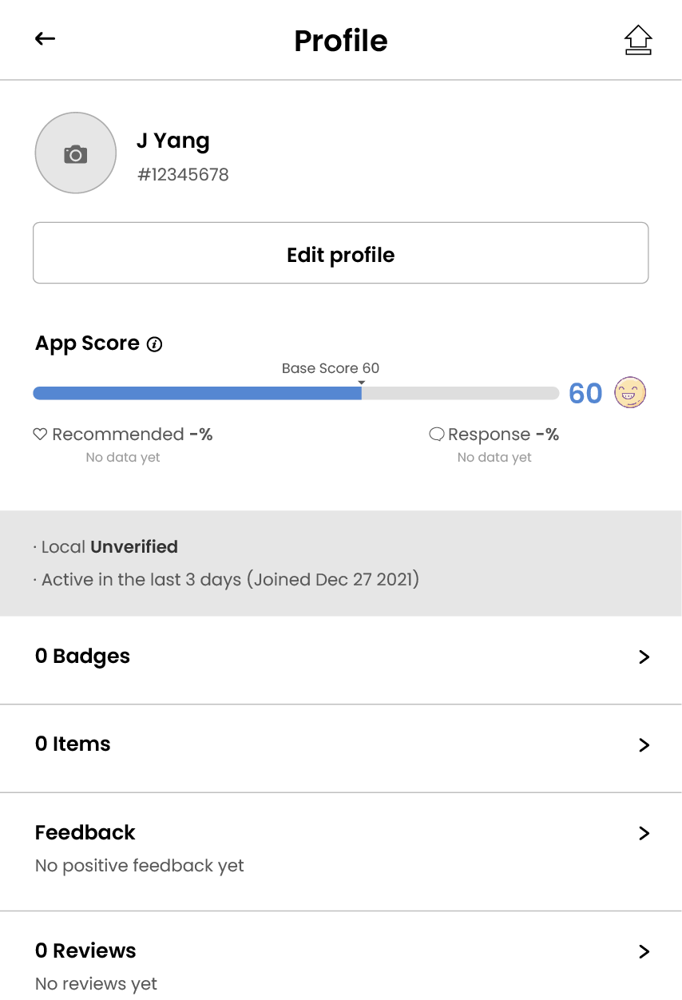 Profile
J Yang
#12345678
Edit profile
App Score
Base Score 60
60
Recommended -% Response -%
No data yet No data yet
· Local Unverified
· Active in the last 3 days (Joined Dec 27 2021)
0 Badges
0 Items
Feedback
No positive feedback yet
0 Reviews
No reviews yet